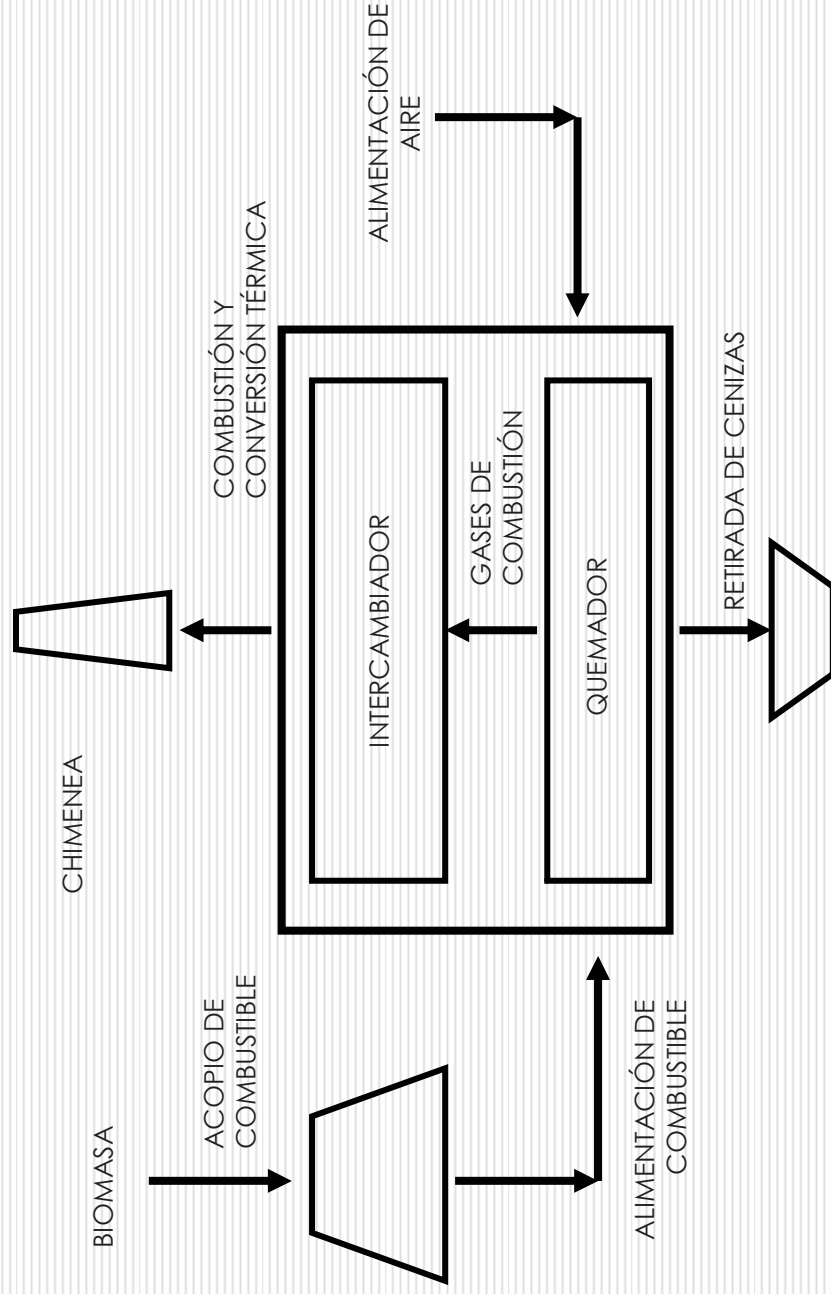 BIOMASA
ACOPIO DE
COMBUSTIBLE
ALIMENTACIÓN DE
COMBUSTIBLE
CHIMENEA
COMBUSTIÓN Y
CONVERSIÓN TÉRMICA
INTERCAMBIADOR
GASES DE
COMBUSTIÓN
QUEMADOR
RETIRADA DE CENIZAS
ALIMENTACIÓN DE
AIRE